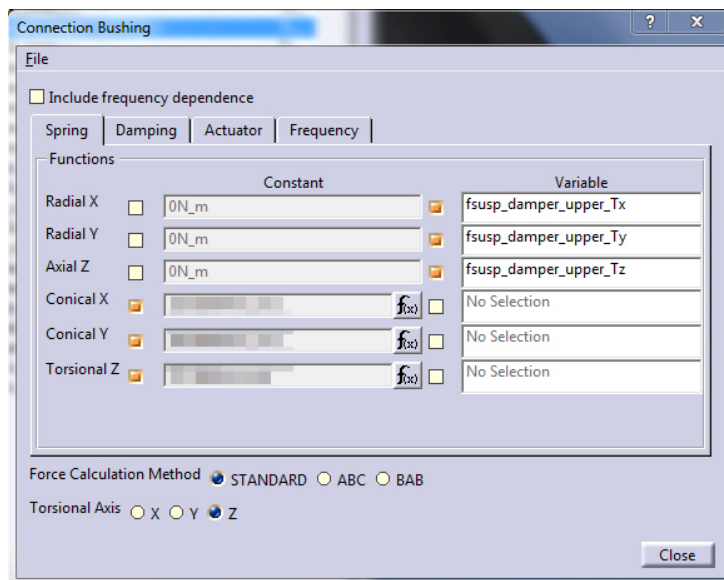 Connection Bushing
File
Include frequency dependence
Spring Damping Actuator Frequency
Functions
Constant Variable
Radial X 0N_m fsusp_damper_upper_Tx
Radial Y 0N_m fsusp_damper_upper_Ty
Axial Z 0N_m fsusp_damper_upper_Tz
Conical X f(x) No Selection
Conical Y f(x) No Selection
Torsional Z f(x) No Selection
Force Calculation Method STANDARD ABC BAB
Torsional Axis X Y Z
Close